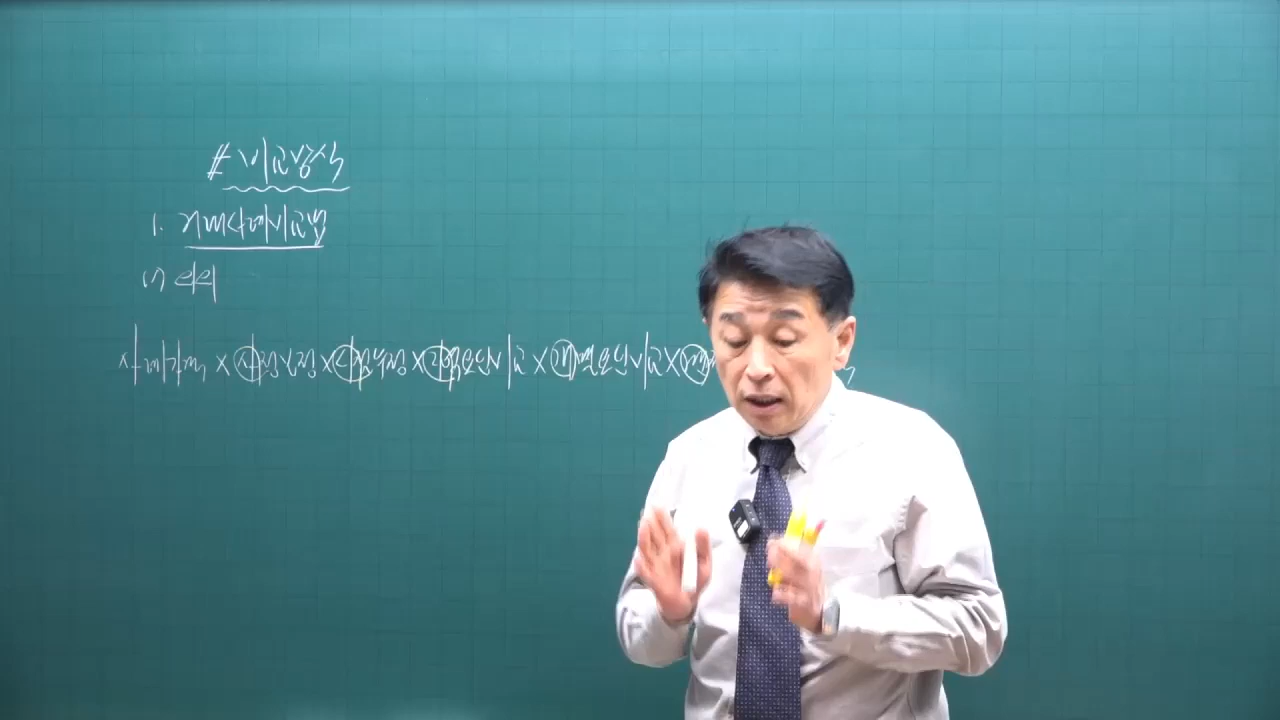 # 비교방식
1. 거래사례비교법
(1) 의의
사례가격 × 사정보정 × 시점수정 × 지역요인비교 × 개별요인비교 ×